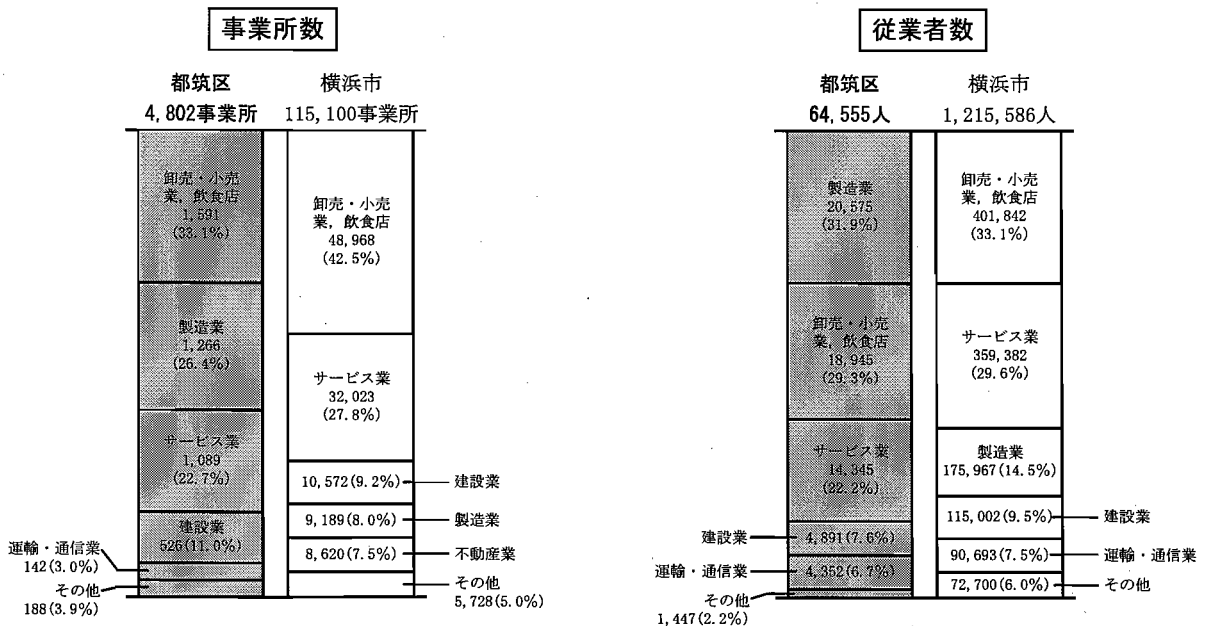 事業所数
都筑区
4,802事業所
横浜市
115,100事業所
卸売・小売
業，飲食店
1,591
(33.1%)
製造業
1,266
(26.4%)
サービス業
1,089
(22.7%)
建設業
526(11.0%)
運輸・通信業
142(3.0%)
その他
188(3.9%)
卸売・小売
業，飲食店
48,968
(42.5%)
サービス業
32,023
(27.8%)
10,572(9.2%)
建設業
9,189(8.0%)
製造業
8,620(7.5%)
不動産業
その他
5,728(5.0%)
従業者数
都筑区
64,555人
横浜市
1,215,586人
製造業
20,575
(31.9%)
卸売・小売
業，飲食店
18,945
(29.3%)
サービス業
14,345
(22.2%)
建設業
4,891(7.6%)
運輸・通信業
4,352(6.7%)
その他
1,447(2.2%)
卸売・小売
業，飲食店
401,842
(33.1%)
サービス業
359,382
(29.6%)
製造業
175,967(14.5%)
115,002(9.5%)
建設業
90,693(7.5%)
運輸・通信業
72,700(6.0%)
その他